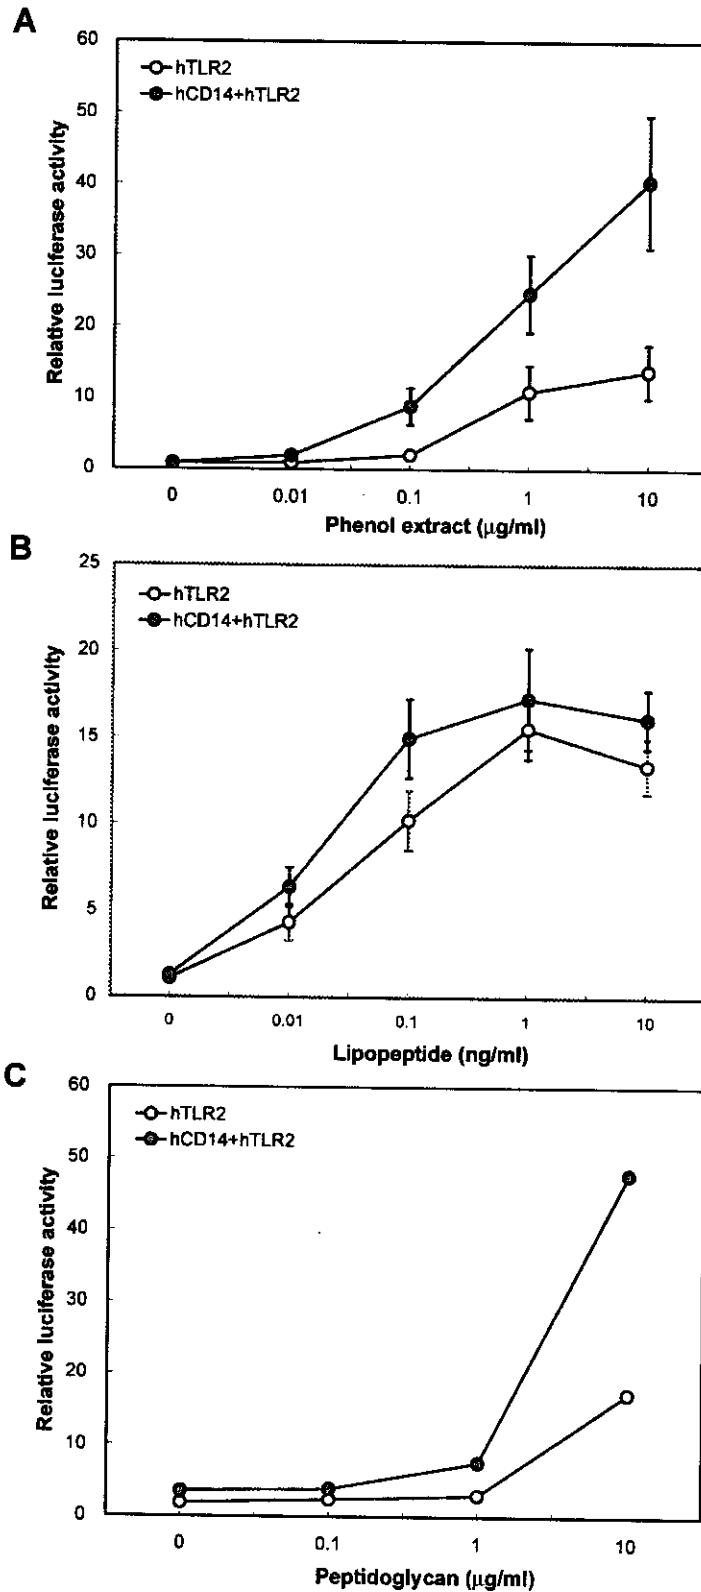 A
60
50
40
30
20
10
0
Relative luciferase activity
hTLR2
hCD14+hTLR2
0 0.01 0.1 1 10
Phenol extract (μg/ml)
B
25
20
15
10
5
0
Relative luciferase activity
hTLR2
hCD14+hTLR2
0 0.01 0.1 1 10
Lipopeptide (ng/ml)
C
60
50
40
30
20
10
0
Relative luciferase activity
hTLR2
hCD14+hTLR2
0 0.1 1 10
Peptidoglycan (μg/ml)